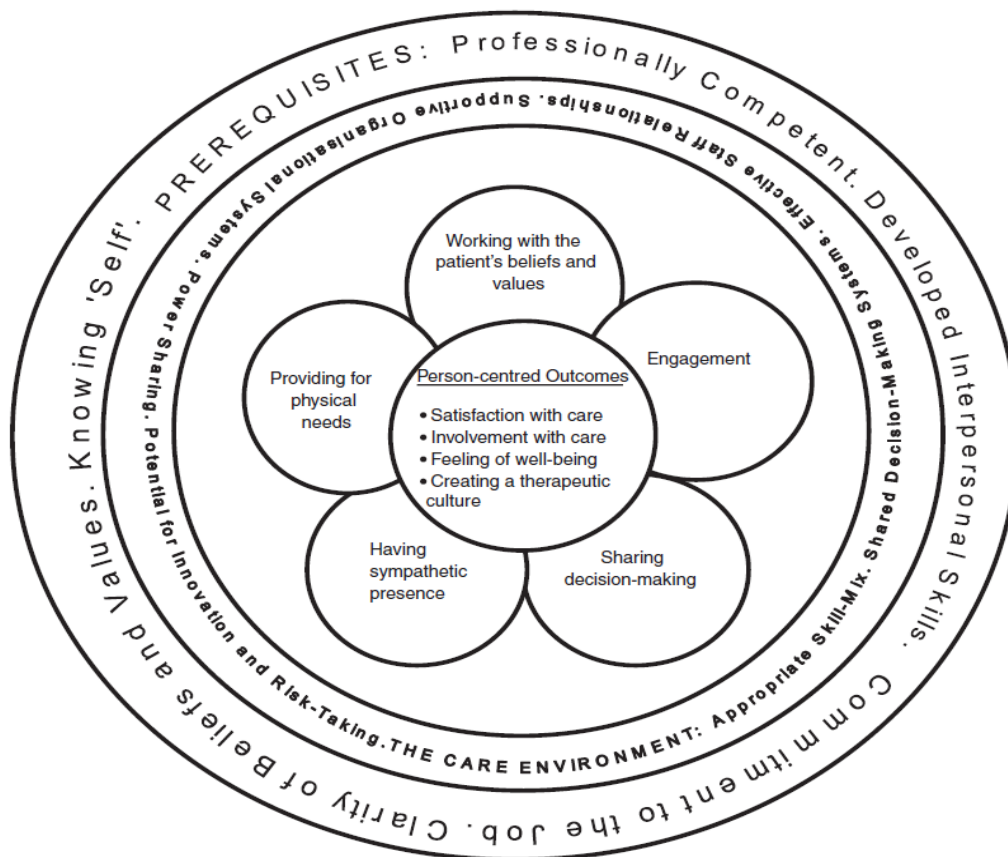 PREREQUISITES: Professionally Competent. Developed Interpersonal Skills. Commitment to the Job. Clarity of Beliefs and Values. Knowing 'Self'.
THE CARE ENVIRONMENT: Appropriate Skill-Mix. Shared Decision-Making Systems. Effective Staff Relationships. Supportive Organisational Systems. Power Sharing. Potential for Innovation and Risk-Taking.
Working with the
patient's beliefs and
values
Engagement
Sharing
decision-making
Having
sympathetic
presence
Providing for
physical
needs
Person-centred Outcomes
• Satisfaction with care
• Involvement with care
• Feeling of well-being
• Creating a therapeutic
culture